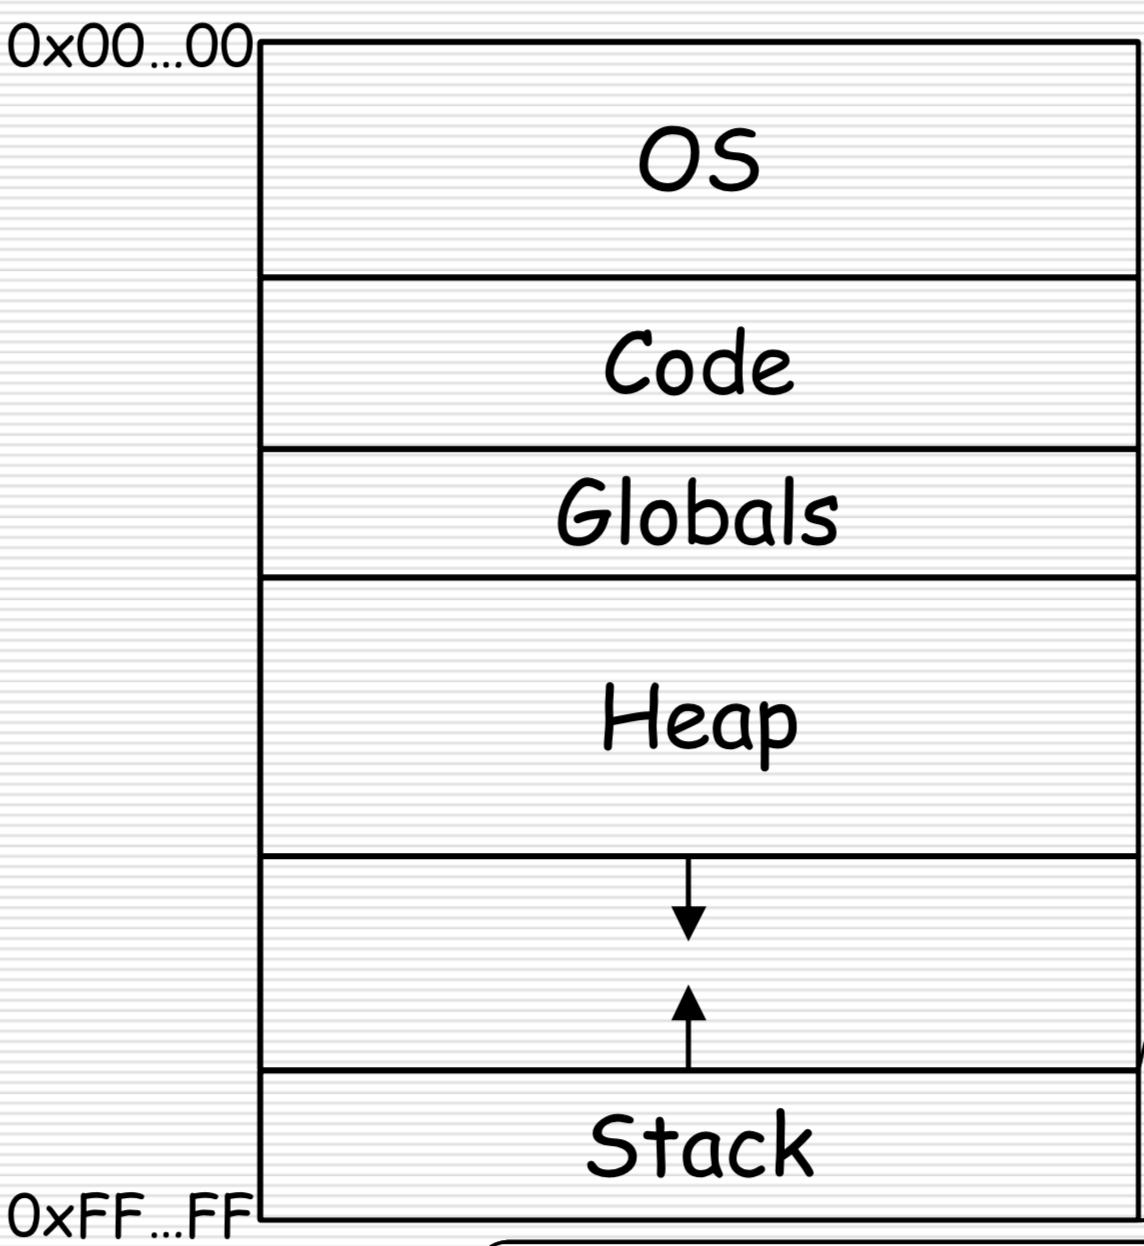 0x00...00
OS
Code
Globals
Heap
Stack
0xFF...FF